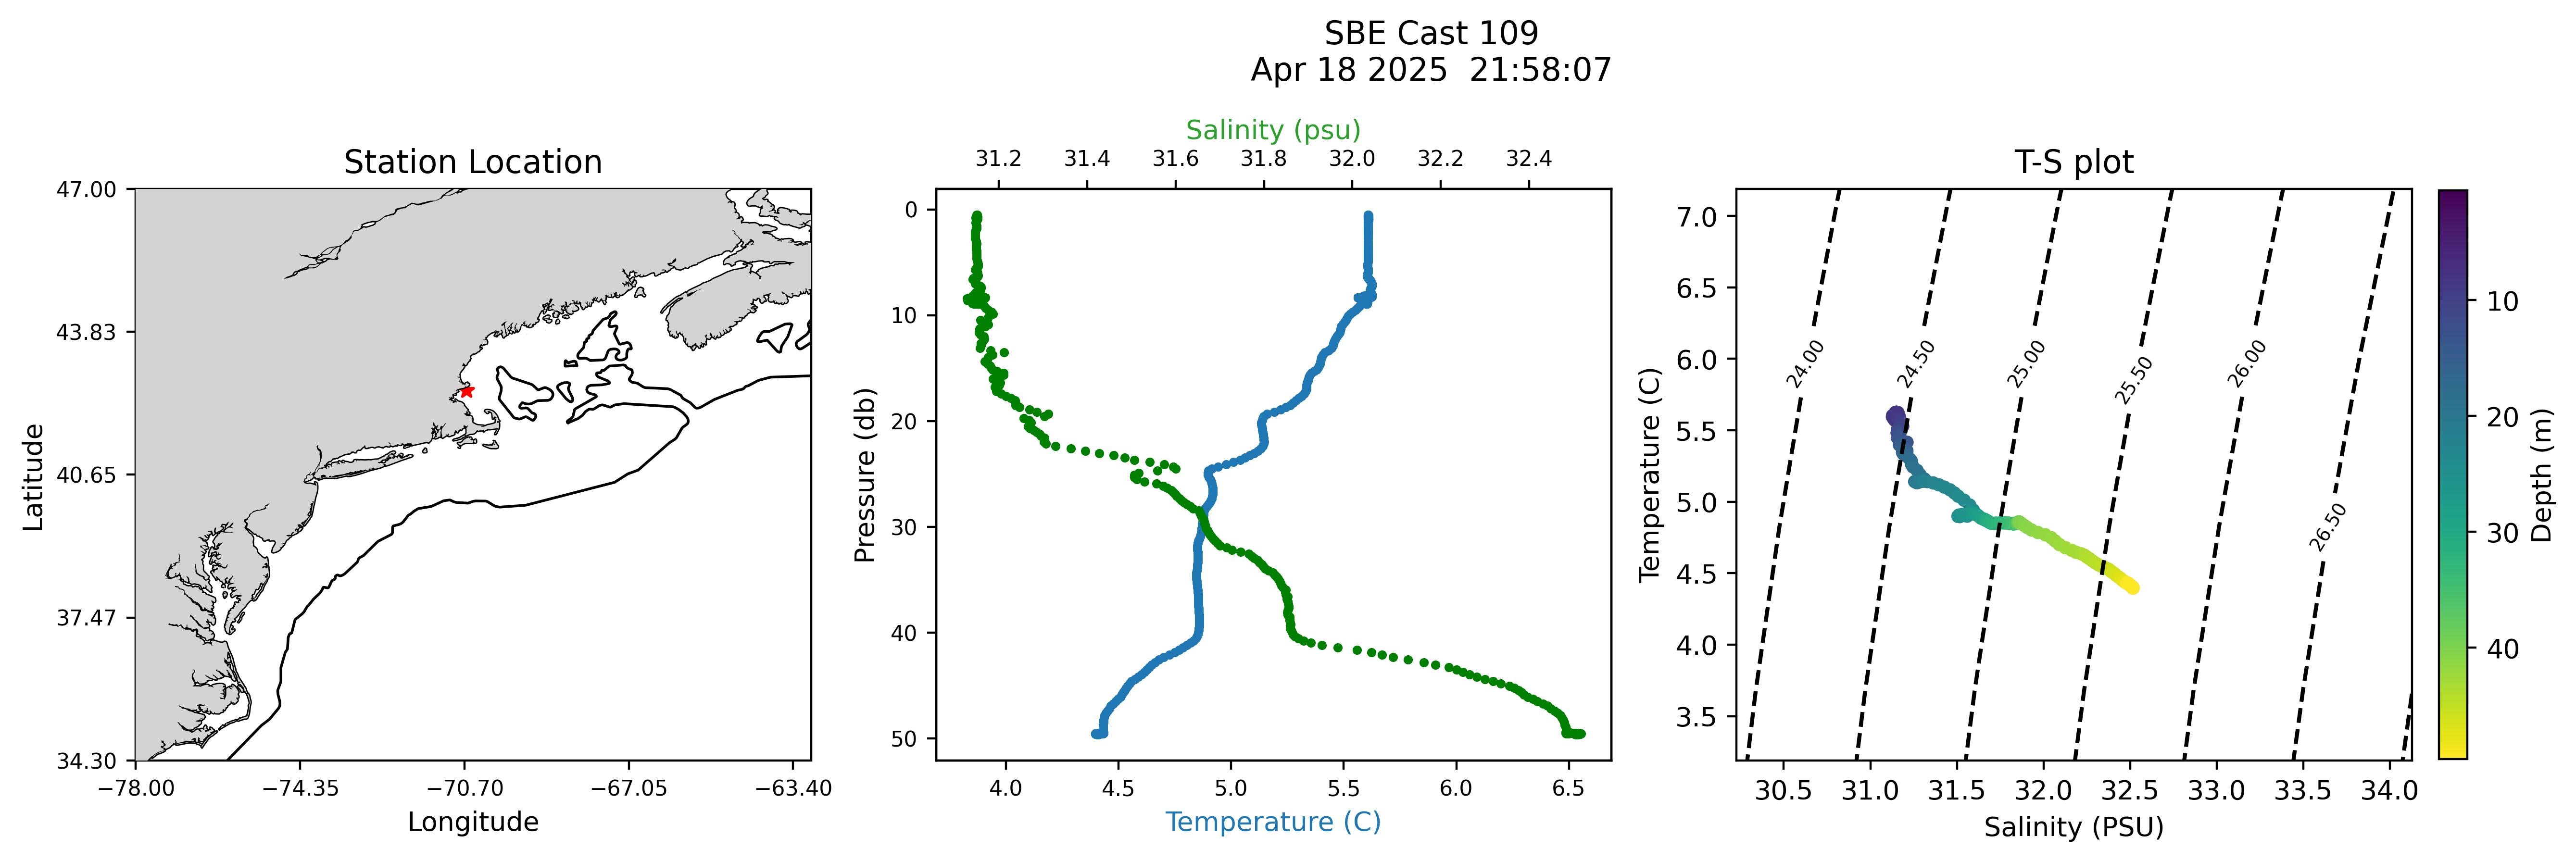 SBE Cast 109
Apr 18 2025  21:58:07
Station Location
47.00
43.83
40.65
37.47
34.30
Latitude
−78.00 −74.35 −70.70 −67.05 −63.40
Longitude
Salinity (psu)
31.2 31.4 31.6 31.8 32.0 32.2 32.4
0
10
20
30
40
50
Pressure (db)
4.0 4.5 5.0 5.5 6.0 6.5
Temperature (C)
T-S plot
7.0
6.5
6.0
5.5
5.0
4.5
4.0
3.5
Temperature (C)
24.00
24.50
25.00
25.50
26.00
26.50
30.5 31.0 31.5 32.0 32.5 33.0 33.5 34.0
Salinity (PSU)
10
20
30
40
Depth (m)